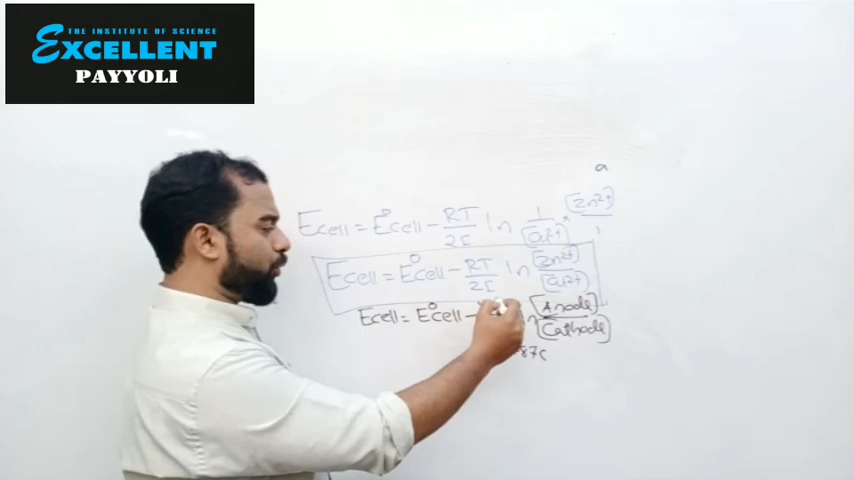 THE INSTITUTE OF SCIENCE
EXCELLENT
PAYYOLI
a
Ecell = E°cell - RT/2F ln 1/[Cu2+] × [Zn2+]/1
Ecell = E°cell - RT/2F ln [Zn2+]/[Cu2+]
Ecell = E°cell - [Anode]/[Cathode]